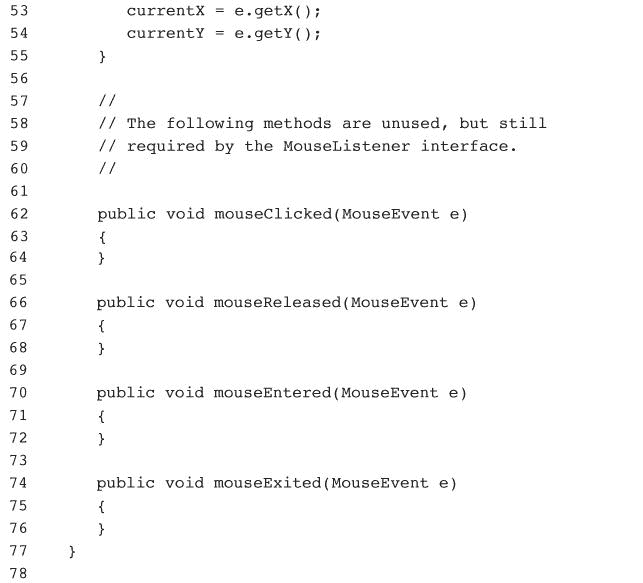 53 currentX = e.getX();
54 currentY = e.getY();
55 }
56
57 //
58 // The following methods are unused, but still
59 // required by the MouseListener interface.
60 //
61
62 public void mouseClicked(MouseEvent e)
63 {
64 }
65
66 public void mouseReleased(MouseEvent e)
67 {
68 }
69
70 public void mouseEntered(MouseEvent e)
71 {
72 }
73
74 public void mouseExited(MouseEvent e)
75 {
76 }
77 }
78